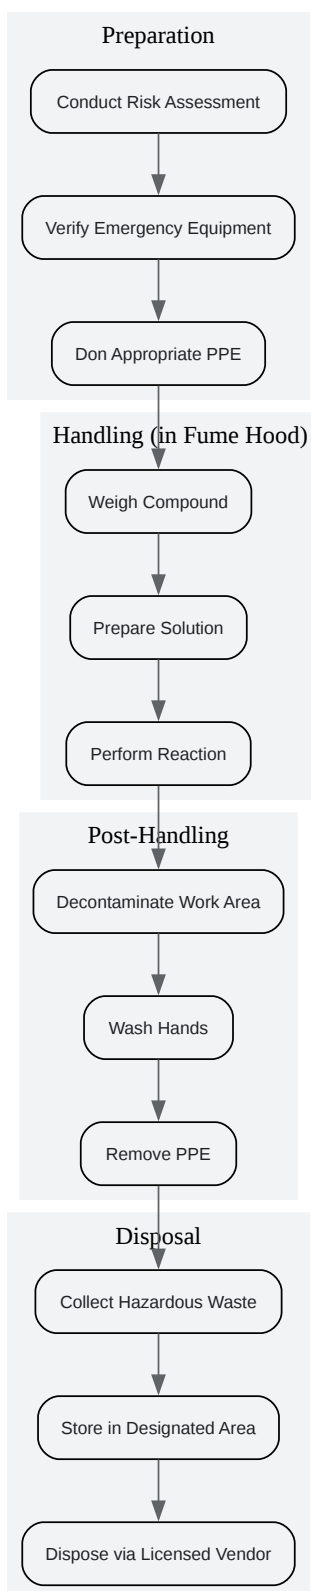 Preparation
Conduct Risk Assessment
Verify Emergency Equipment
Don Appropriate PPE
Handling (in Fume Hood)
Weigh Compound
Prepare Solution
Perform Reaction
Post-Handling
Decontaminate Work Area
Wash Hands
Remove PPE
Disposal
Collect Hazardous Waste
Store in Designated Area
Dispose via Licensed Vendor